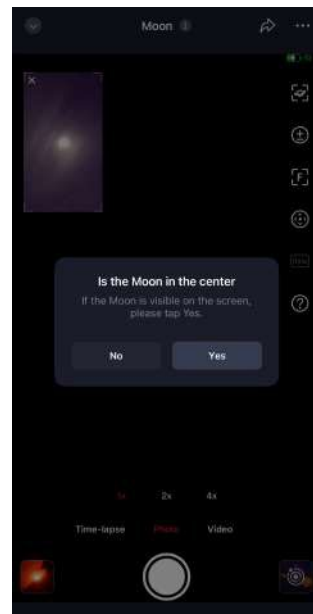 Moon
Is the Moon in the center
If the Moon is visible on the screen,
please tap Yes.
No
Yes
1x
2x
4x
Time-lapse
Photo
Video